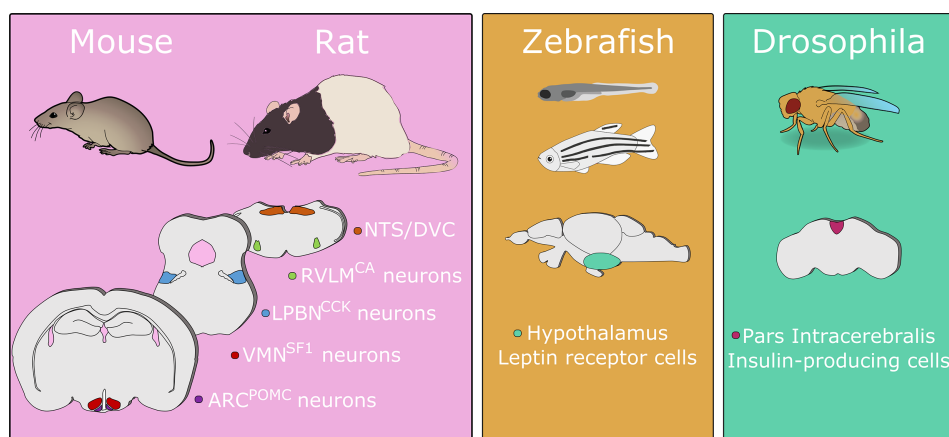 Mouse
Rat
NTS/DVC
RVLMᶜᴬ neurons
LPBNᶜᶜᴷ neurons
VMNˢᶠ¹ neurons
ARCᴾᴼᴹᶜ neurons
Zebrafish
Hypothalamus
Leptin receptor cells
Drosophila
Pars Intracerebralis
Insulin-producing cells